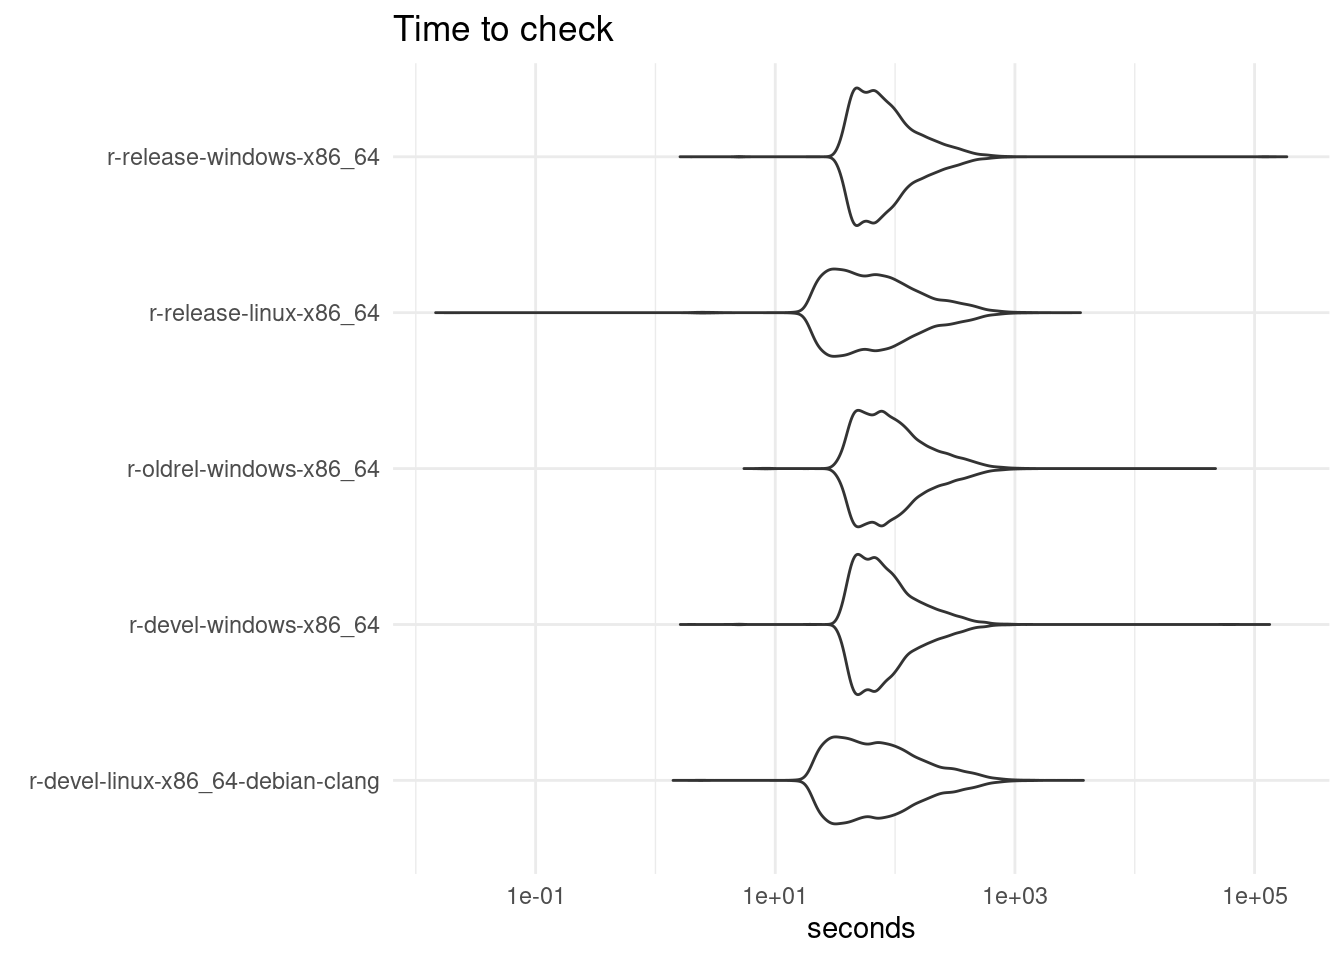 Time to check
r-release-windows-x86_64
r-release-linux-x86_64
r-oldrel-windows-x86_64
r-devel-windows-x86_64
r-devel-linux-x86_64-debian-clang
1e-01 1e+01 1e+03 1e+05
seconds